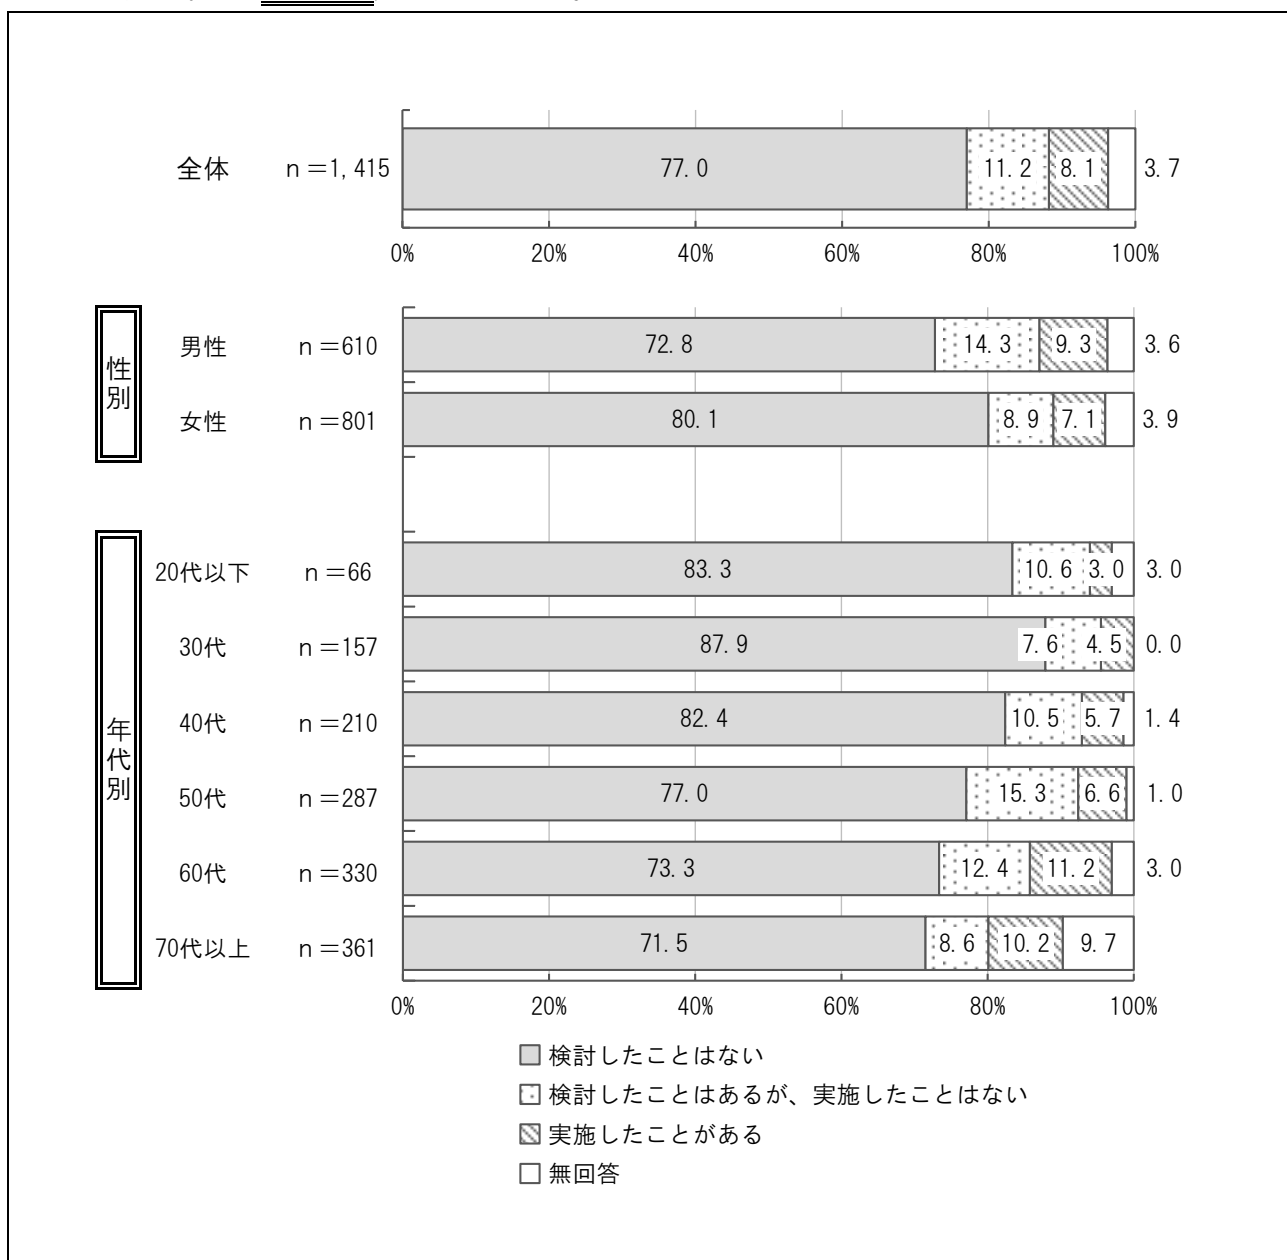 全体 n=1,415 77.0 11.2 8.1 3.7
0% 20% 40% 60% 80% 100%
性別
男性 n=610 72.8 14.3 9.3 3.6
女性 n=801 80.1 8.9 7.1 3.9
年代別
20代以下 n=66 83.3 10.6 3.0 3.0
30代 n=157 87.9 7.6 4.5 0.0
40代 n=210 82.4 10.5 5.7 1.4
50代 n=287 77.0 15.3 6.6 1.0
60代 n=330 73.3 12.4 11.2 3.0
70代以上 n=361 71.5 8.6 10.2 9.7
0% 20% 40% 60% 80% 100%
検討したことはない
検討したことはあるが、実施したことはない
実施したことがある
無回答